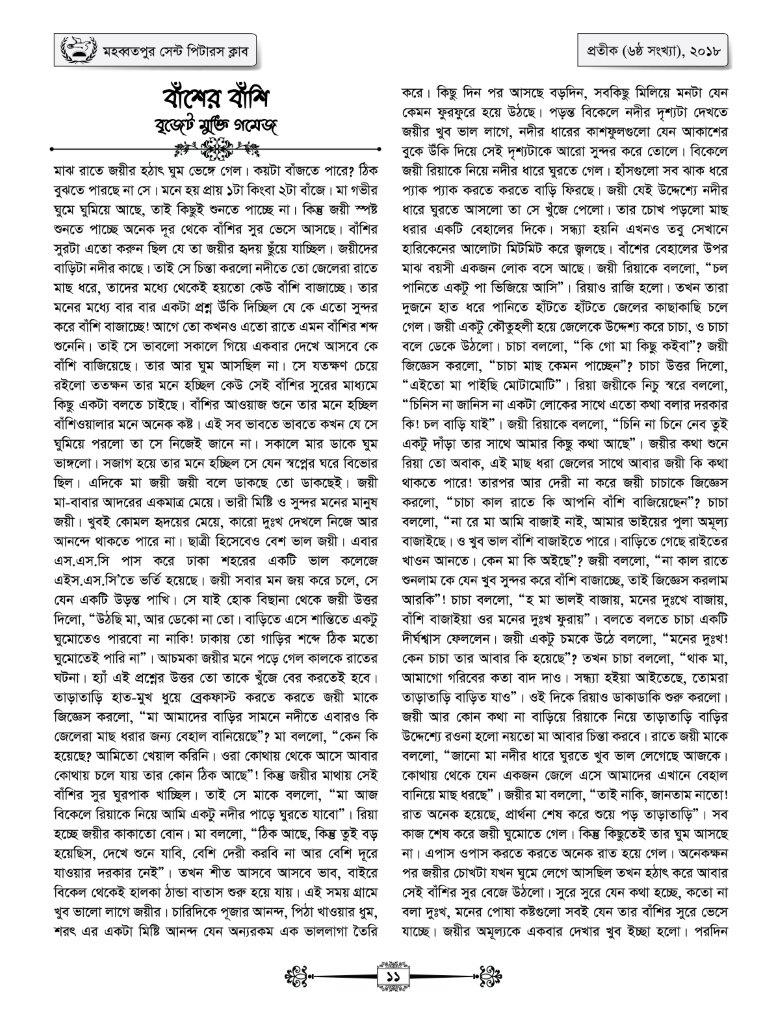 মহব্বতপুর সেন্ট পিটারস ক্লাব
প্রতীক (৬ষ্ঠ সংখ্যা), ২০১৮
বাঁশের বাঁশি
বৃজেট মুক্তি গমেজ
মাঝ রাতে জয়ীর হঠাৎ ঘুম ভেঙ্গে গেল। কয়টা বাঁজতে পারে? ঠিক
বুঝতে পারছে না সে। মনে হয় প্রায় ১টা কিংবা ২টা বাঁজে। মা গভীর
ঘুমে ঘুমিয়ে আছে, তাই কিছুই শুনতে পাচ্ছে না। কিন্তু জয়ী স্পষ্ট
শুনতে পাচ্ছে অনেক দূর থেকে বাঁশির সুর ভেসে আসছে। বাঁশির
সুরটা এতো করুন ছিল যে তা জয়ীর হৃদয় ছুঁয়ে যাচ্ছিল। জয়ীদের
বাড়িটা নদীর কাছে। তাই সে চিন্তা করলো নদীতে তো জেলেরা রাতে
মাছ ধরে, তাদের মধ্যে থেকেই হয়তো কেউ বাঁশি বাজাচ্ছে। তার
মনের মধ্যে বার বার একটা প্রশ্ন উঁকি দিচ্ছিল যে কে এতো সুন্দর
করে বাঁশি বাজাচ্ছে! আগে তো কখনও এতো রাতে এমন বাঁশির শব্দ
শুনেনি। তাই সে ভাবলো সকালে গিয়ে একবার দেখে আসবে কে
বাঁশি বাজিয়েছে। তার আর ঘুম আসছিল না। সে যতক্ষণ চেয়ে
রইলো ততক্ষন তার মনে হচ্ছিল কেউ সেই বাঁশির সুরের মাধ্যমে
কিছু একটা বলতে চাইছে। বাঁশির আওয়াজ শুনে তার মনে হচ্ছিল
বাঁশিওয়ালার মনে অনেক কষ্ট। এই সব ভাবতে ভাবতে কখন যে সে
ঘুমিয়ে পরলো তা সে নিজেই জানে না। সকালে মার ডাকে ঘুম
ভাঙ্গলো। সজাগ হয়ে তার মনে হচ্ছিল সে যেন স্বপ্নের ঘরে বিভোর
ছিল। এদিকে মা জয়ী জয়ী বলে ডাকছে তো ডাকছেই। জয়ী
মা-বাবার আদরের একমাত্র মেয়ে। ভারী মিষ্টি ও সুন্দর মনের মানুষ
জয়ী। খুবই কোমল হৃদয়ের মেয়ে, কারো দুঃখ দেখলে নিজে আর
আনন্দে থাকতে পারে না। ছাত্রী হিসেবেও বেশ ভাল জয়ী। এবার
এস.এস.সি পাস করে ঢাকা শহরের একটি ভাল কলেজে
এইস.এস.সি’তে ভর্তি হয়েছে। জয়ী সবার মন জয় করে চলে, সে
যেন একটি উড়ন্ত পাখি। সে যাই হোক বিছানা থেকে জয়ী উত্তর
দিলো, “উঠছি মা, আর ডেকো না তো। বাড়িতে এসে শান্তিতে একটু
ঘুমোতেও পারবো না নাকি! ঢাকায় তো গাড়ির শব্দে ঠিক মতো
ঘুমোতেই পারি না”। আচমকা জয়ীর মনে পড়ে গেল কালকে রাতের
ঘটনা। হ্যাঁ এই প্রশ্নের উত্তর তো তাকে খুঁজে বের করতেই হবে।
তাড়াতাড়ি হাত-মুখ ধুয়ে ব্রেকফাস্ট করতে করতে জয়ী মাকে
জিজ্ঞেস করলো, “মা আমাদের বাড়ির সামনে নদীতে এবারও কি
জেলেরা মাছ ধরার জন্য বেহাল বানিয়েছে”? মা বললো, “কেন কি
হয়েছে? আমিতো খেয়াল করিনি। ওরা কোথায় থেকে আসে আবার
কোথায় চলে যায় তার কোন ঠিক আছে”! কিন্তু জয়ীর মাথায় সেই
বাঁশির সুর ঘুরপাক খাচ্ছিল। তাই সে মাকে বললো, “মা আজ
বিকেলে রিয়াকে নিয়ে আমি একটু নদীর পাড়ে ঘুরতে যাবো”। রিয়া
হচ্ছে জয়ীর কাকাতো বোন। মা বললো, “ঠিক আছে, কিন্তু তুই বড়
হয়েছিস, দেখে শুনে যাবি, বেশি দেরী করবি না আর বেশি দূরে
যাওয়ার দরকার নেই”। তখন শীত আসবে আসবে ভাব, বাইরে
বিকেল থেকেই হালকা ঠান্ডা বাতাস শুরু হয়ে যায়। এই সময় গ্রামে
খুব ভালো লাগে জয়ীর। চারিদিকে পূজার আনন্দ, পিঠা খাওয়ার ধুম,
শরৎ এর একটা মিষ্টি আনন্দ যেন অন্যরকম এক ভাললাগা তৈরি
করে। কিছু দিন পর আসছে বড়দিন, সবকিছু মিলিয়ে মনটা যেন
কেমন ফুরফুরে হয়ে উঠছে। পড়ন্ত বিকেলে নদীর দৃশ্যটা দেখতে
জয়ীর খুব ভাল লাগে, নদীর ধারের কাশফুলগুলো যেন আকাশের
বুকে উঁকি দিয়ে সেই দৃশ্যটাকে আরো সুন্দর করে তোলে। বিকেলে
জয়ী রিয়াকে নিয়ে নদীর ধারে ঘুরতে গেল। হাঁসগুলো সব ঝাক ধরে
প্যাক প্যাক করতে করতে বাড়ি ফিরছে। জয়ী যেই উদ্দেশ্যে নদীর
ধারে ঘুরতে আসলো তা সে খুঁজে পেলো। তার চোখ পড়লো মাছ
ধরার একটি বেহালের দিকে। সন্ধ্যা হয়নি এখনও তবু সেখানে
হারিকেনের আলোটা মিটমিট করে জ্বলছে। বাঁশের বেহালের উপর
মাঝ বয়সী একজন লোক বসে আছে। জয়ী রিয়াকে বললো, “চল
পানিতে একটু পা ভিজিয়ে আসি”। রিয়াও রাজি হলো। তখন তারা
দুজনে হাত ধরে পানিতে হাঁটতে হাঁটতে জেলের কাছাকাছি চলে
গেল। জয়ী একটু কৌতুহলী হয়ে জেলেকে উদ্দেশ্য করে চাচা, ও চাচা
বলে ডেকে উঠলো। চাচা বললো, “কি গো মা কিছু কইবা”? জয়ী
জিজ্ঞেস করলো, “চাচা মাছ কেমন পাচ্ছেন”? চাচা উত্তর দিলো,
“এইতো মা পাইছি মোটামোটি”। রিয়া জয়ীকে নিচু স্বরে বললো,
“চিনিস না জানিস না একটা লোকের সাথে এতো কথা বলার দরকার
কি! চল বাড়ি যাই”। জয়ী রিয়াকে বললো, “চিনি না চিনে নেব তুই
একটু দাঁড়া তার সাথে আমার কিছু কথা আছে”। জয়ীর কথা শুনে
রিয়া তো অবাক, এই মাছ ধরা জেলের সাথে আবার জয়ী কি কথা
থাকতে পারে! তারপর আর দেরী না করে জয়ী চাচাকে জিজ্ঞেস
করলো, “চাচা কাল রাতে কি আপনি বাঁশি বাজিয়েছেন”? চাচা
বললো, “না রে মা আমি বাজাই নাই, আমার ভাইয়ের পুলা অমূল্য
বাজাইছে। ও খুব ভাল বাঁশি বাজাইতে পারে। বাড়িতে গেছে রাইতের
খাওন আনতে। কেন মা কি অইছে”? জয়ী বললো, “না কাল রাতে
শুনলাম কে যেন খুব সুন্দর করে বাঁশি বাজাচ্ছে, তাই জিজ্ঞেস করলাম
আরকি”! চাচা বললো, “হ মা ভালই বাজায়, মনের দুঃখে বাজায়,
বাঁশি বাজাইয়া ওর মনের দুঃখ ফুরায়”। বলতে বলতে চাচা একটি
দীর্ঘশ্বাস ফেললেন। জয়ী একটু চমকে উঠে বললো, “মনের দুঃখ!
কেন চাচা তার আবার কি হয়েছে”? তখন চাচা বললো, “থাক মা,
আমাগো গরিবের কতা বাদ দাও। সন্ধ্যা হইয়া আইতেছে, তোমরা
তাড়াতাড়ি বাড়িত যাও”। ওই দিকে রিয়াও ডাকাডাকি শুরু করলো।
জয়ী আর কোন কথা না বাড়িয়ে রিয়াকে নিয়ে তাড়াতাড়ি বাড়ির
উদ্দেশ্যে রওনা হলো নয়তো মা আবার চিন্তা করবে। রাতে জয়ী মাকে
বললো, “জানো মা নদীর ধারে ঘুরতে খুব ভাল লেগেছে আজকে।
কোথায় থেকে যেন একজন জেলে এসে আমাদের এখানে বেহাল
বানিয়ে মাছ ধরছে”। জয়ীর মা বললো, “তাই নাকি, জানতাম নাতো!
রাত অনেক হয়েছে, প্রার্থনা শেষ করে শুয়ে পড় তাড়াতাড়ি”। সব
কাজ শেষ করে জয়ী ঘুমোতে গেল। কিন্তু কিছুতেই তার ঘুম আসছে
না। এপাস ওপাস করতে করতে অনেক রাত হয়ে গেল। অনেকক্ষন
পর জয়ীর চোখটা যখন ঘুমে লেগে আসছিল তখন হঠাৎ করে আবার
সেই বাঁশির সুর বেজে উঠলো। সুরে সুরে যেন কথা হচ্ছে, কতো না
বলা দুঃখ, মনের পোষা কষ্টগুলো সবই যেন তার বাঁশির সুরে ভেসে
যাচ্ছে। জয়ীর অমূল্যকে একবার দেখার খুব ইচ্ছা হলো। পরদিন
১১